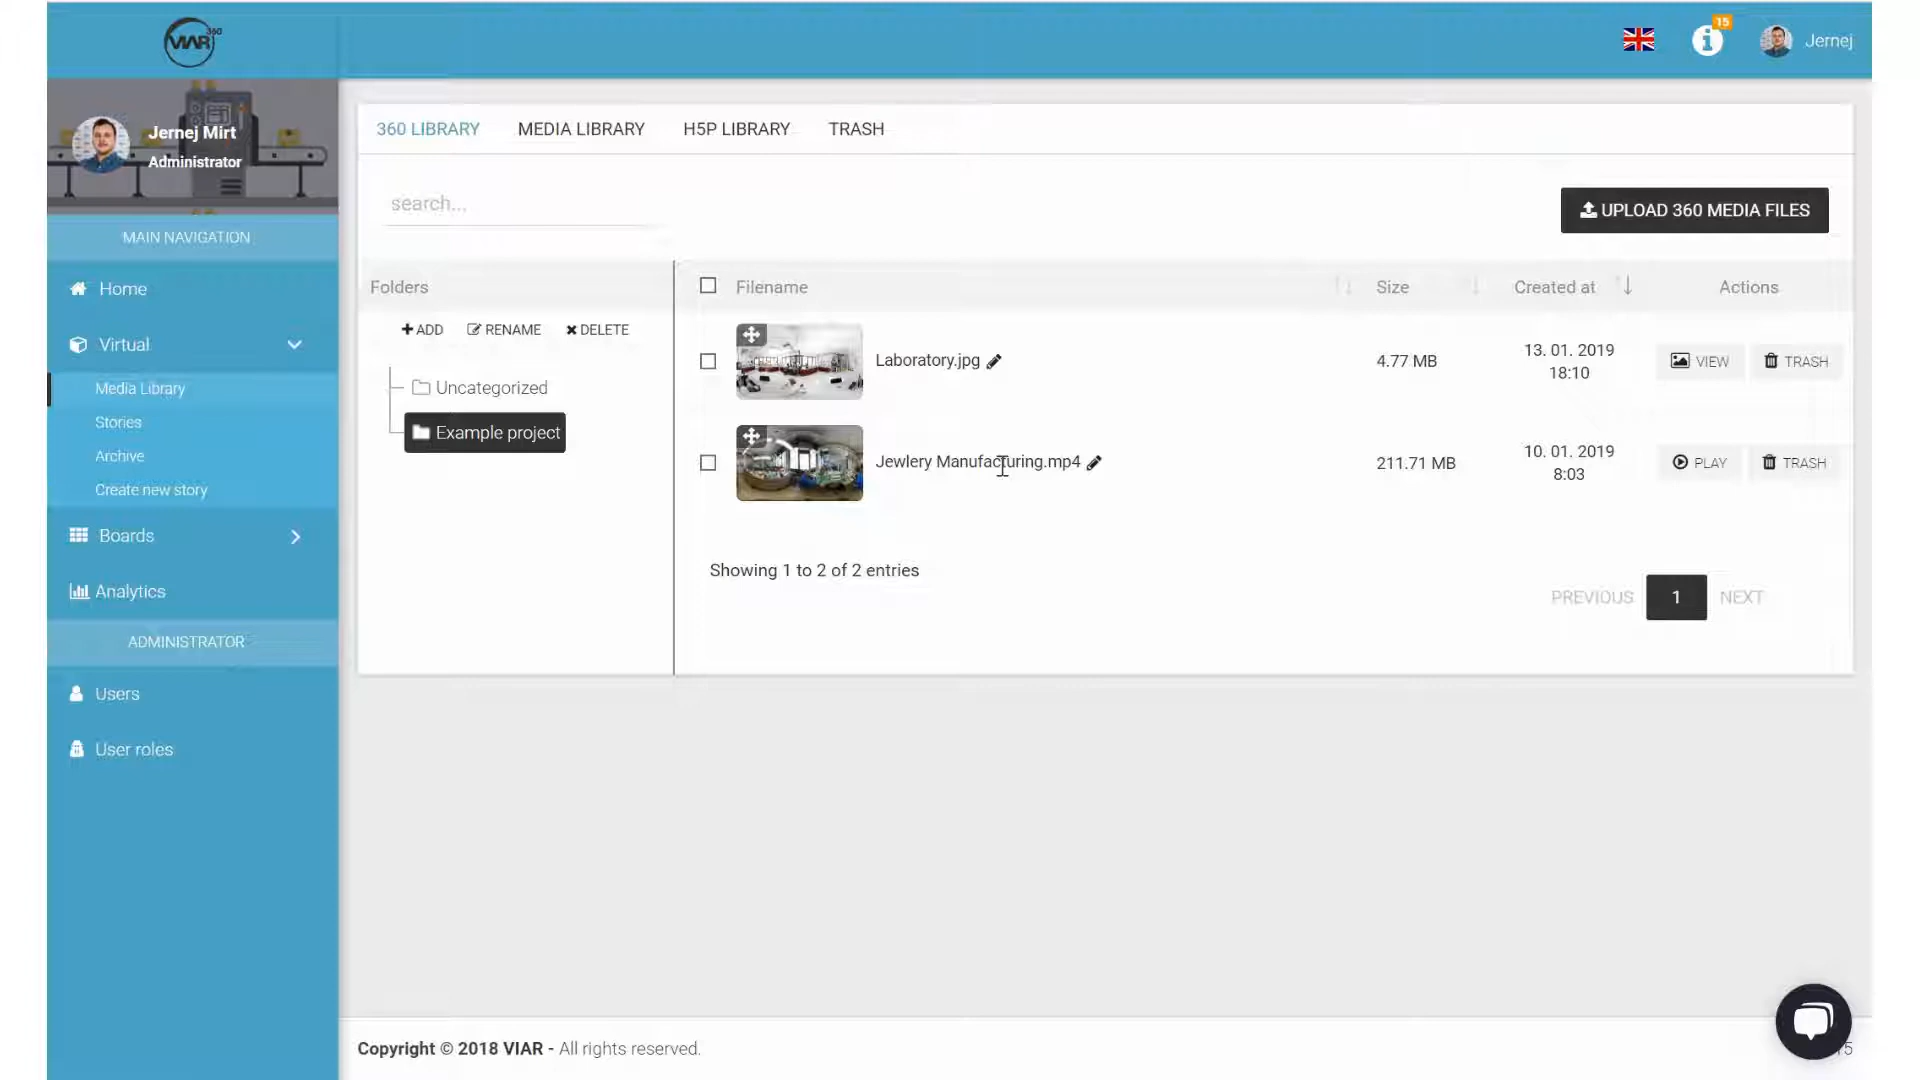 VIAR360
15
Jernej
Jernej Mirt
Administrator
MAIN NAVIGATION
Home
Virtual
Media Library
Stories
Archive
Create new story
Boards
Analytics
ADMINISTRATOR
Users
User roles
360 LIBRARY MEDIA LIBRARY H5P LIBRARY TRASH
search...
UPLOAD 360 MEDIA FILES
Folders
ADD RENAME DELETE
Uncategorized
Example project
Filename Size Created at Actions
Laboratory.jpg 4.77 MB 13. 01. 2019 VIEW TRASH
18:10
Jewlery Manufacturing.mp4 211.71 MB 10. 01. 2019 PLAY TRASH
8:03
Showing 1 to 2 of 2 entries
PREVIOUS 1 NEXT
Copyright © 2018 VIAR - All rights reserved.